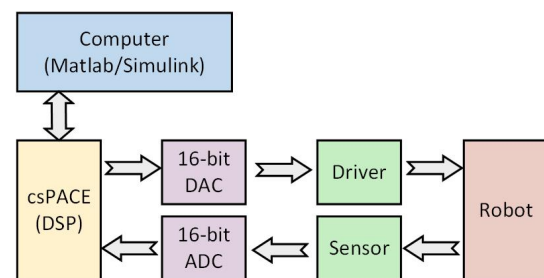 Computer
(Matlab/Simulink)
csPACE
(DSP)
16-bit
DAC
Driver
Robot
16-bit
ADC
Sensor